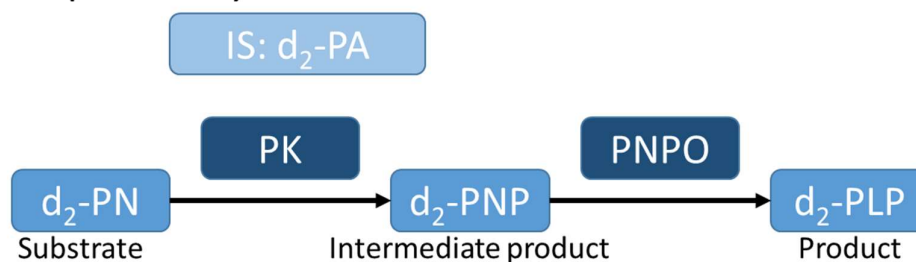 IS: d₂-PA
PK
PNPO
d₂-PN
d₂-PNP
d₂-PLP
Substrate
Intermediate product
Product